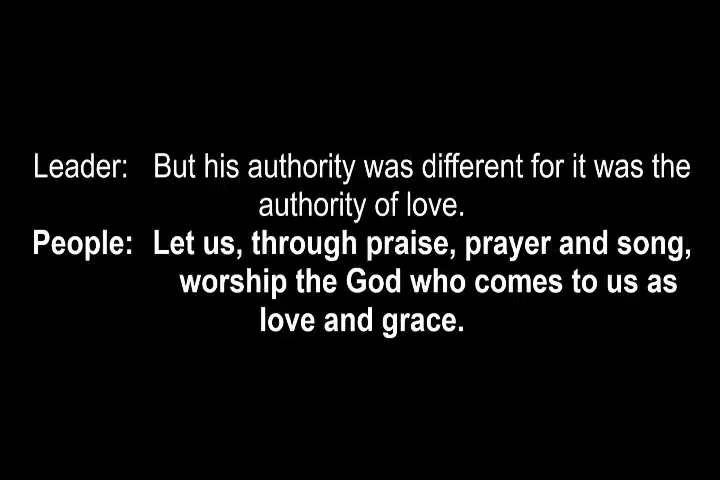 Leader: But his authority was different for it was the
authority of love.
People: Let us, through praise, prayer and song,
worship the God who comes to us as
love and grace.